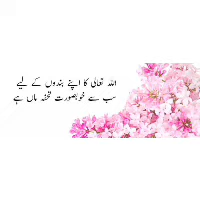 اللہ تعالی کا اپنے بندوں کے لیے
سب سے خوبصورت تحفہ ماں ہے